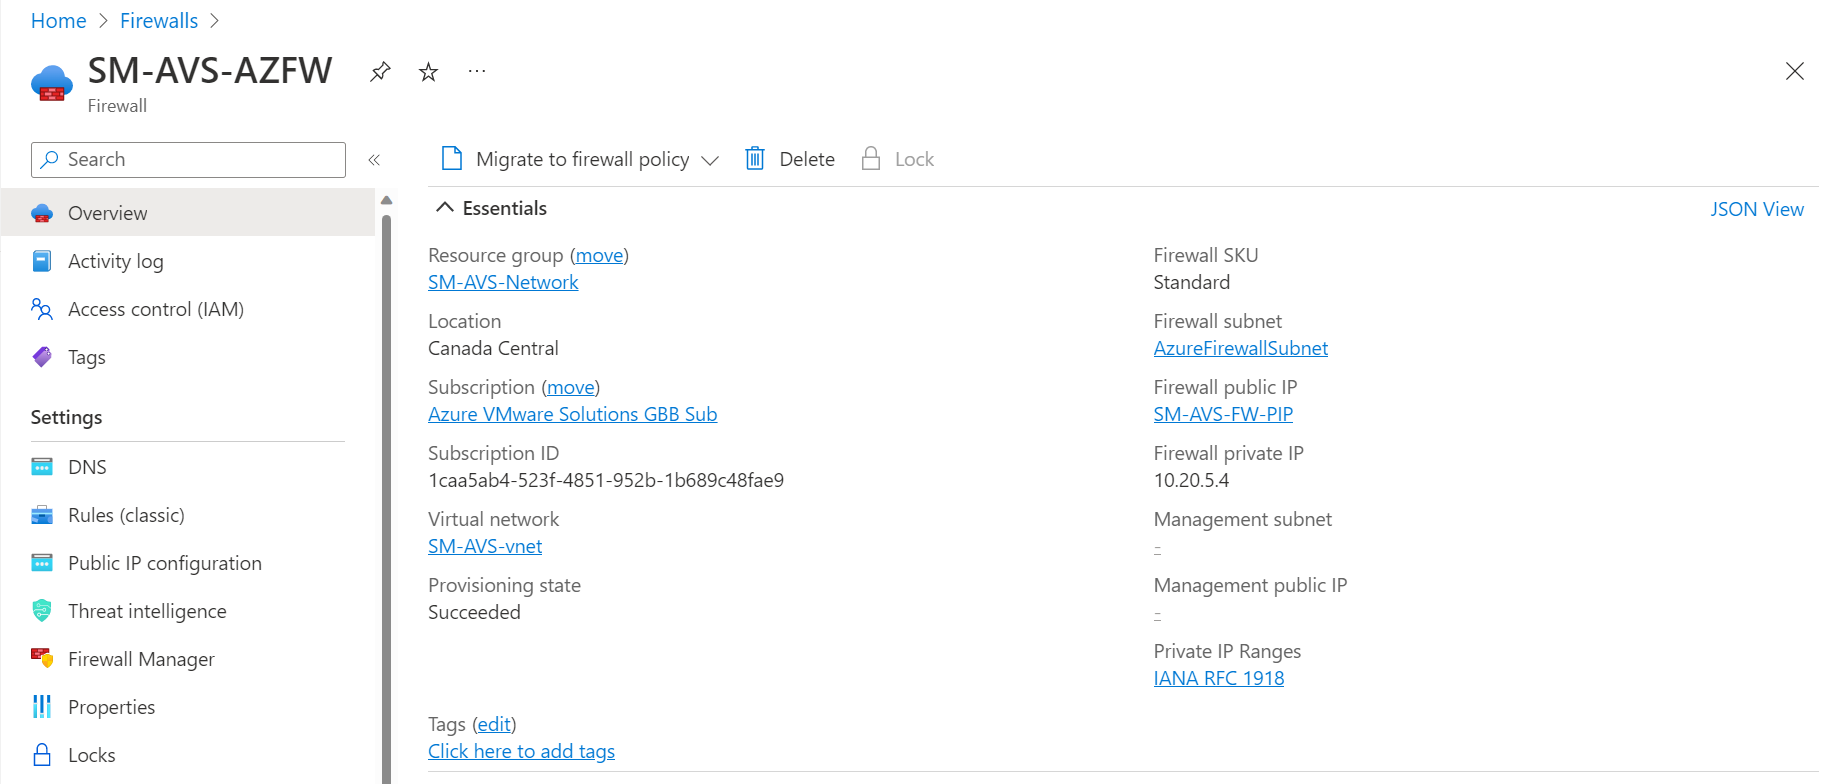 Home > Firewalls >
SM-AVS-AZFW
Firewall
Search
«
Overview
Activity log
Access control (IAM)
Tags
Settings
DNS
Rules (classic)
Public IP configuration
Threat intelligence
Firewall Manager
Properties
Locks
Migrate to firewall policy
Delete
Lock
Essentials
JSON View
Resource group (move)
SM-AVS-Network
Location
Canada Central
Subscription (move)
Azure VMware Solutions GBB Sub
Subscription ID
1caa5ab4-523f-4851-952b-1b689c48fae9
Virtual network
SM-AVS-vnet
Provisioning state
Succeeded
Firewall SKU
Standard
Firewall subnet
AzureFirewallSubnet
Firewall public IP
SM-AVS-FW-PIP
Firewall private IP
10.20.5.4
Management subnet
-
Management public IP
-
Private IP Ranges
IANA RFC 1918
Tags (edit)
Click here to add tags